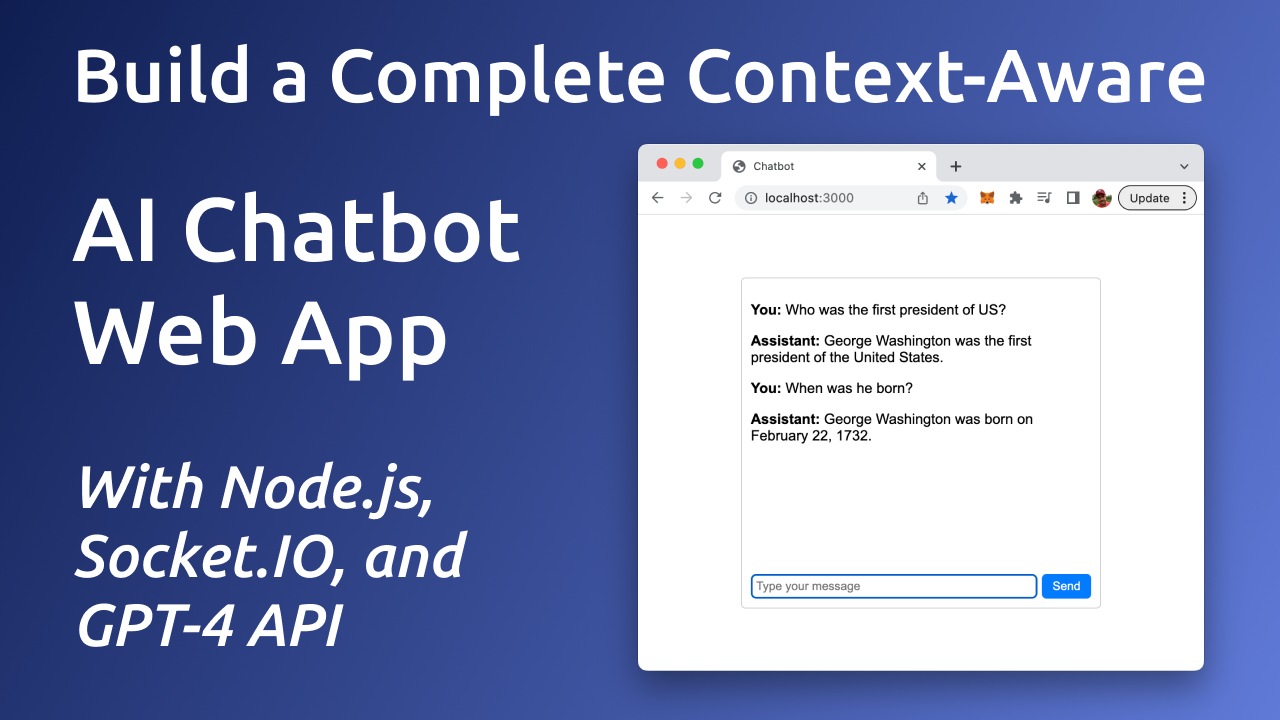 Build a Complete Context-Aware
AI Chatbot
Web App
With Node.js,
Socket.IO, and
GPT-4 API
Chatbot
localhost:3000
Update
You: Who was the first president of US?
Assistant: George Washington was the first
president of the United States.
You: When was he born?
Assistant: George Washington was born on
February 22, 1732.
Type your message
Send